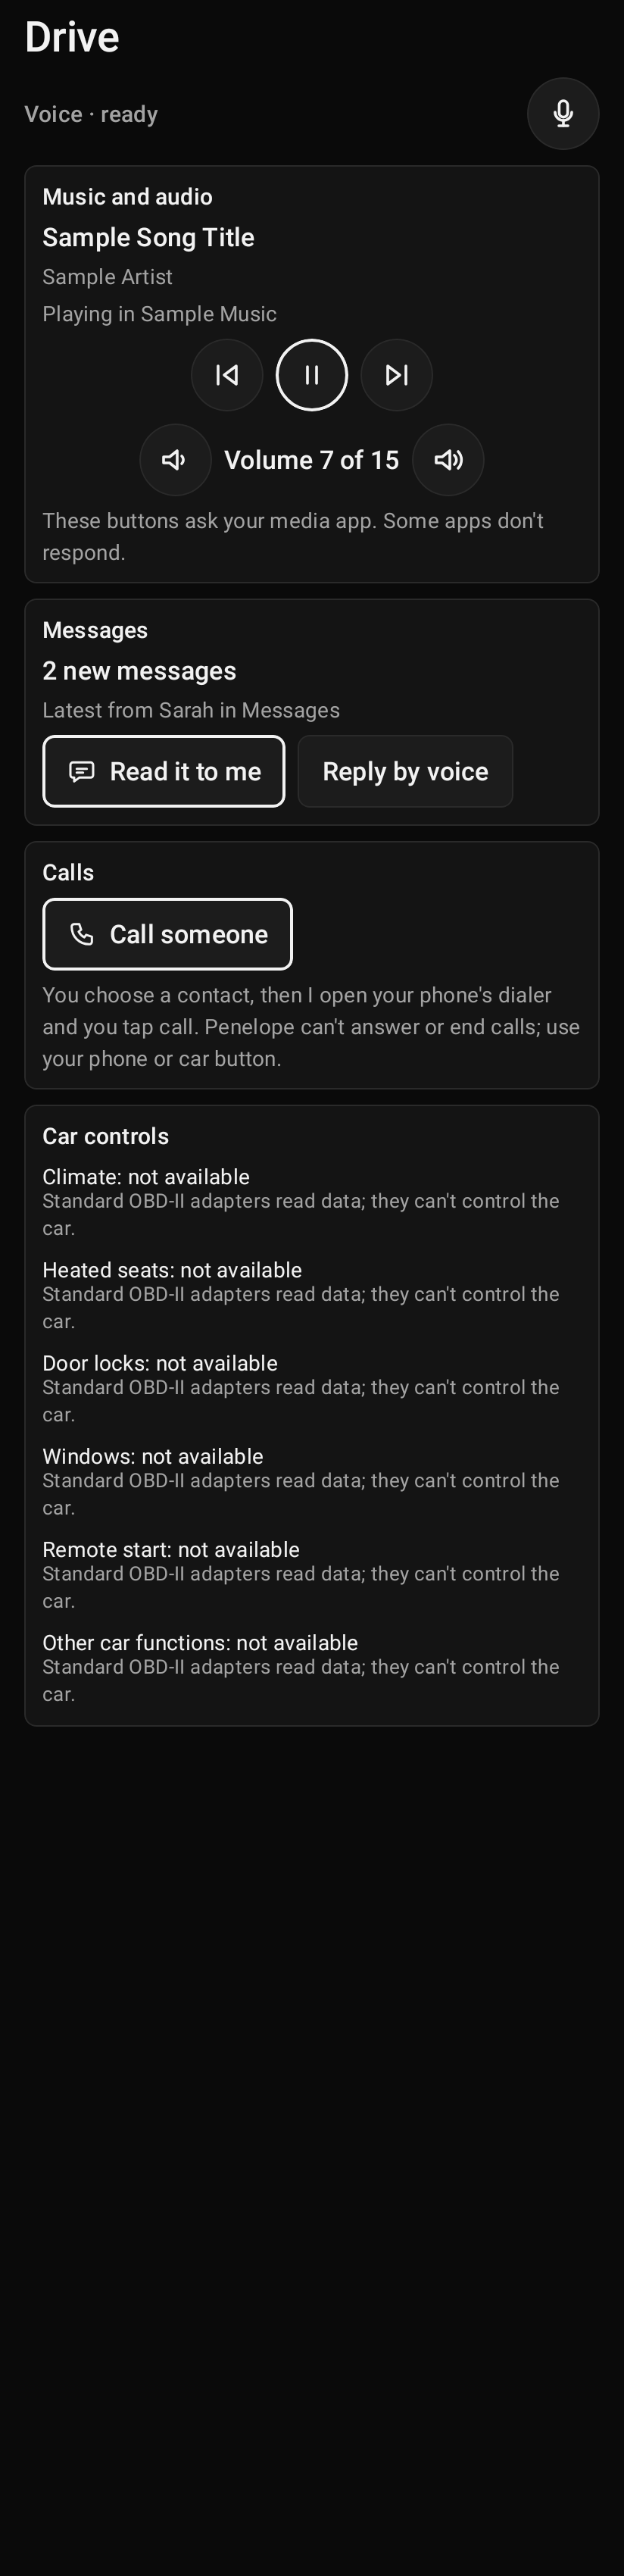 Drive
Voice · ready
Music and audio
Sample Song Title
Sample Artist
Playing in Sample Music
Volume 7 of 15
These buttons ask your media app. Some apps don't
respond.
Messages
2 new messages
Latest from Sarah in Messages
Read it to me
Reply by voice
Calls
Call someone
You choose a contact, then I open your phone's dialer
and you tap call. Penelope can't answer or end calls; use
your phone or car button.
Car controls
Climate: not available
Standard OBD-II adapters read data; they can't control the
car.
Heated seats: not available
Standard OBD-II adapters read data; they can't control the
car.
Door locks: not available
Standard OBD-II adapters read data; they can't control the
car.
Windows: not available
Standard OBD-II adapters read data; they can't control the
car.
Remote start: not available
Standard OBD-II adapters read data; they can't control the
car.
Other car functions: not available
Standard OBD-II adapters read data; they can't control the
car.